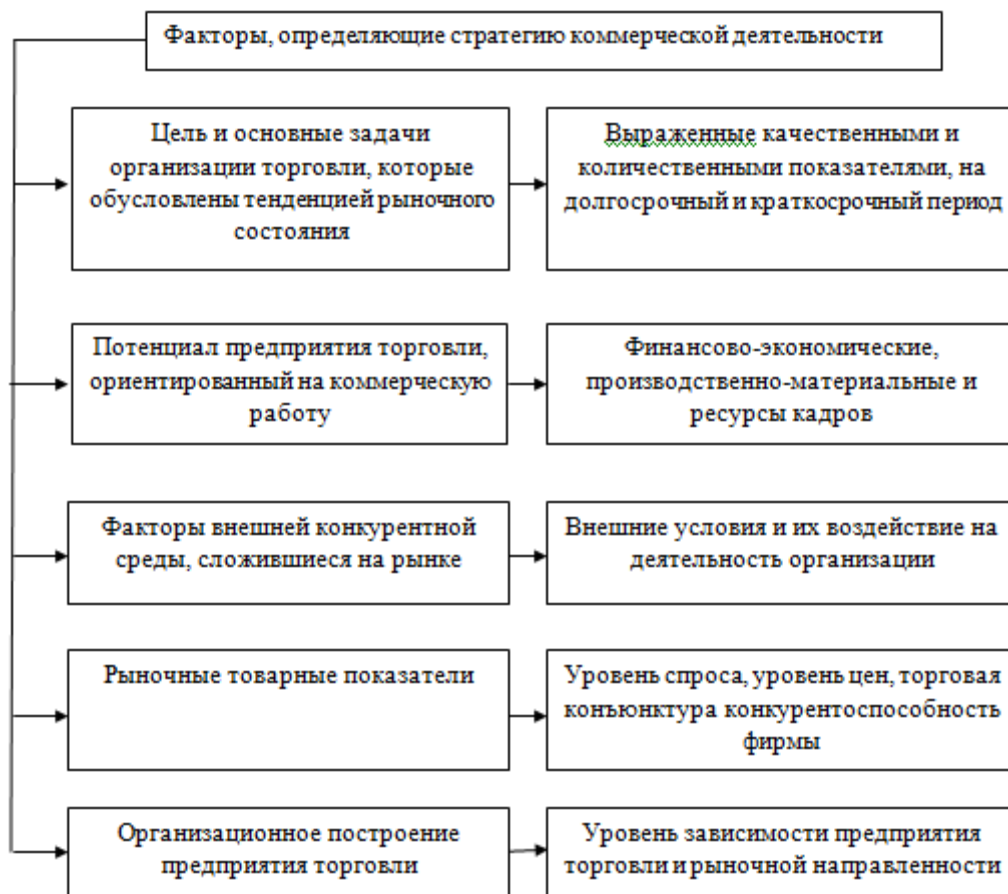 Факторы, определяющие стратегию коммерческой деятельности
Цель и основные задачи
организации торговли, которые
обусловлены тенденцией рыночного
состояния
Выраженные качественными и
количественными показателями, на
долгосрочный и краткосрочный период
Потенциал предприятия торговли,
ориентированный на коммерческую
работу
Финансово-экономические,
производственно-материальные и
ресурсы кадров
Факторы внешней конкурентной
среды, сложившиеся на рынке
Внешние условия и их воздействие на
деятельность организации
Рыночные товарные показатели
Уровень спроса, уровень цен, торговая
конъюнктура конкурентоспособность
фирмы
Организационное построение
предприятия торговли
Уровень зависимости предприятия
торговли и рыночной направленности